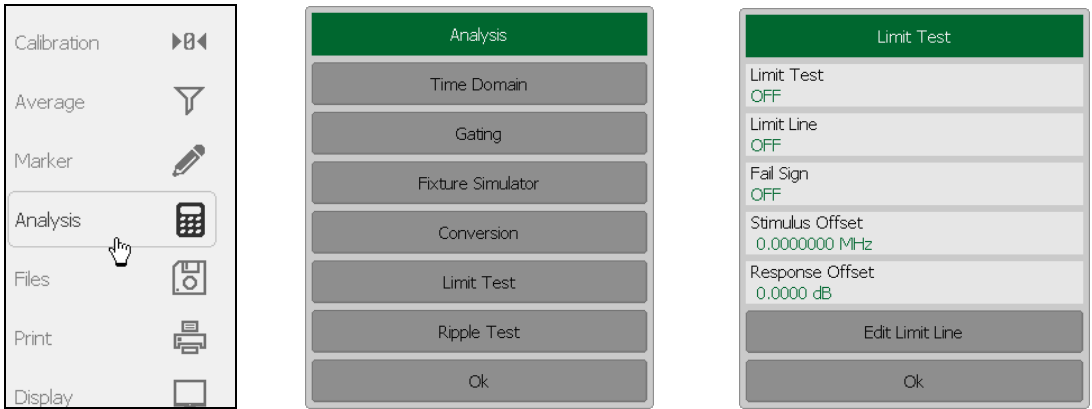 Calibration
Average
Marker
Analysis
Files
Print
Display
Analysis
Time Domain
Gating
Fixture Simulator
Conversion
Limit Test
Ripple Test
Ok
Limit Test
Limit Test
OFF
Limit Line
OFF
Fail Sign
OFF
Stimulus Offset
0.0000000 MHz
Response Offset
0.0000 dB
Edit Limit Line
Ok